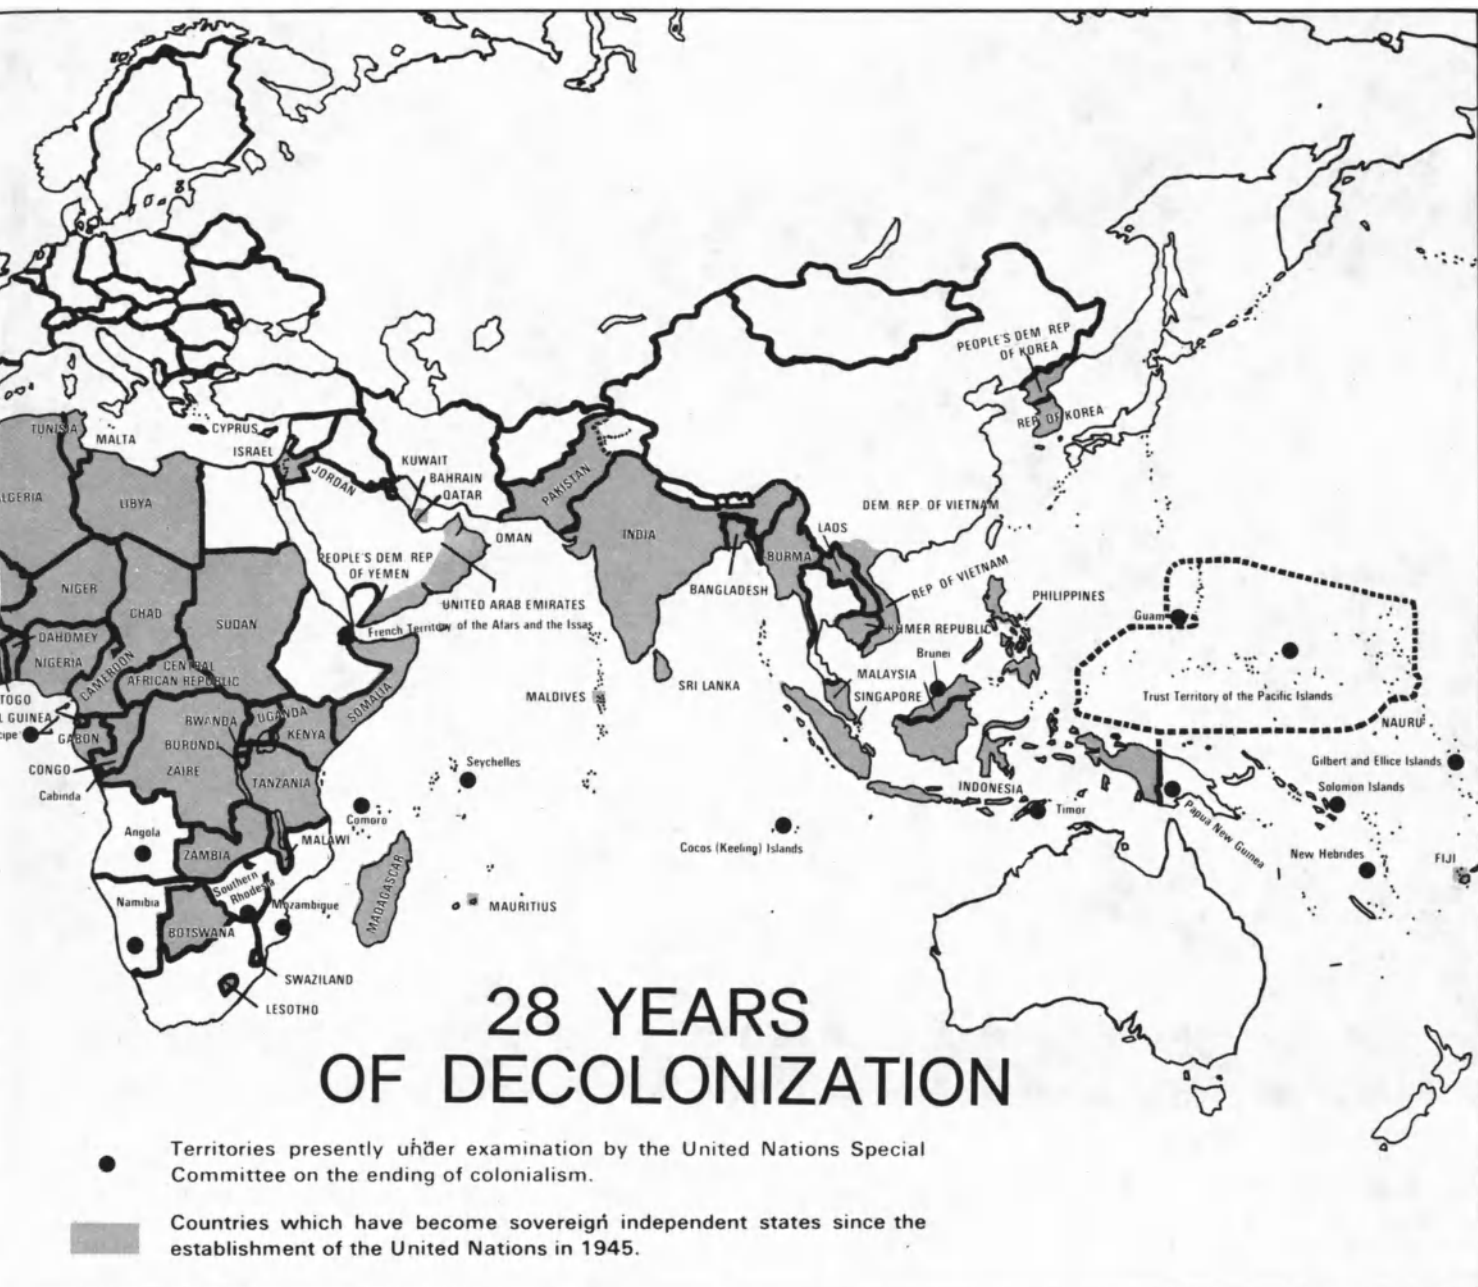 PEOPLE'S DEM. REP
OF KOREA
REP. OF KOREA
TUNISIA
MALTA
CYPRUS
ISRAEL
JORDAN
KUWAIT
BAHRAIN
QATAR
PAKISTAN
LGERIA
LIBYA
OMAN
INDIA
DEM. REP. OF VIETNAM
LAOS
BURMA
BANGLADESH
REP OF VIETNAM
PEOPLE'S DEM. REP
OF YEMEN
UNITED ARAB EMIRATES
French Territory of the Afars and the Issas
NIGER
CHAD
SUDAN
DAHOMEY
NIGERIA
CAMEROON
CENTRAL
AFRICAN REPUBLIC
TOGO
L GUINEA
cipe
GABON
CONGO
Cabinda
RWANDA
BURUNDI
UGANDA
KENYA
SOMALIA
ZAIRE
TANZANIA
PHILIPPINES
KHMER REPUBLIC
Brunei
MALAYSIA
SINGAPORE
SRI LANKA
MALDIVES
Guam
Trust Territory of the Pacific Islands
NAURU
Gilbert and Ellice Islands
Solomon Islands
INDONESIA
Timor
Papua New Guinea
New Hebrides
FIJI
Seychelles
Comoro
Cocos (Keeling) Islands
Angola
ZAMBIA
MALAWI
Southern
Rhodesia
Mozambique
Namibia
BOTSWANA
MADAGASCAR
MAURITIUS
SWAZILAND
LESOTHO
28 YEARS
OF DECOLONIZATION
Territories presently under examination by the United Nations Special
Committee on the ending of colonialism.
Countries which have become sovereign independent states since the
establishment of the United Nations in 1945.